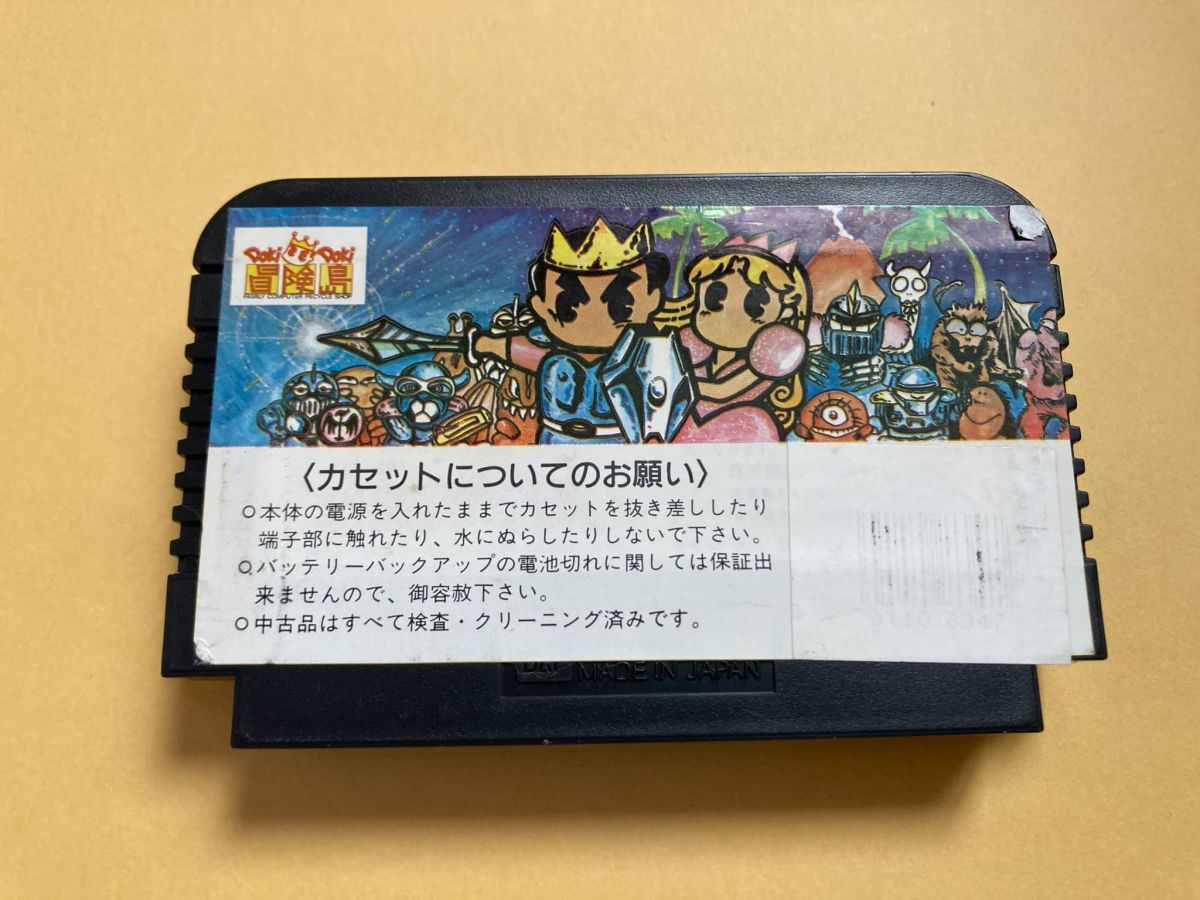 Doki Doki
冒険島
FAMILY COMPUTER RECYCLE SHOP
〈カセットについてのお願い〉
○本体の電源を入れたままでカセットを抜き差ししたり
端子部に触れたり、水にぬらしたりしないで下さい。
○バッテリーバックアップの電池切れに関しては保証出
来ませんので、御容赦下さい。
○中古品はすべて検査・クリーニング済みです。
MADE IN JAPAN